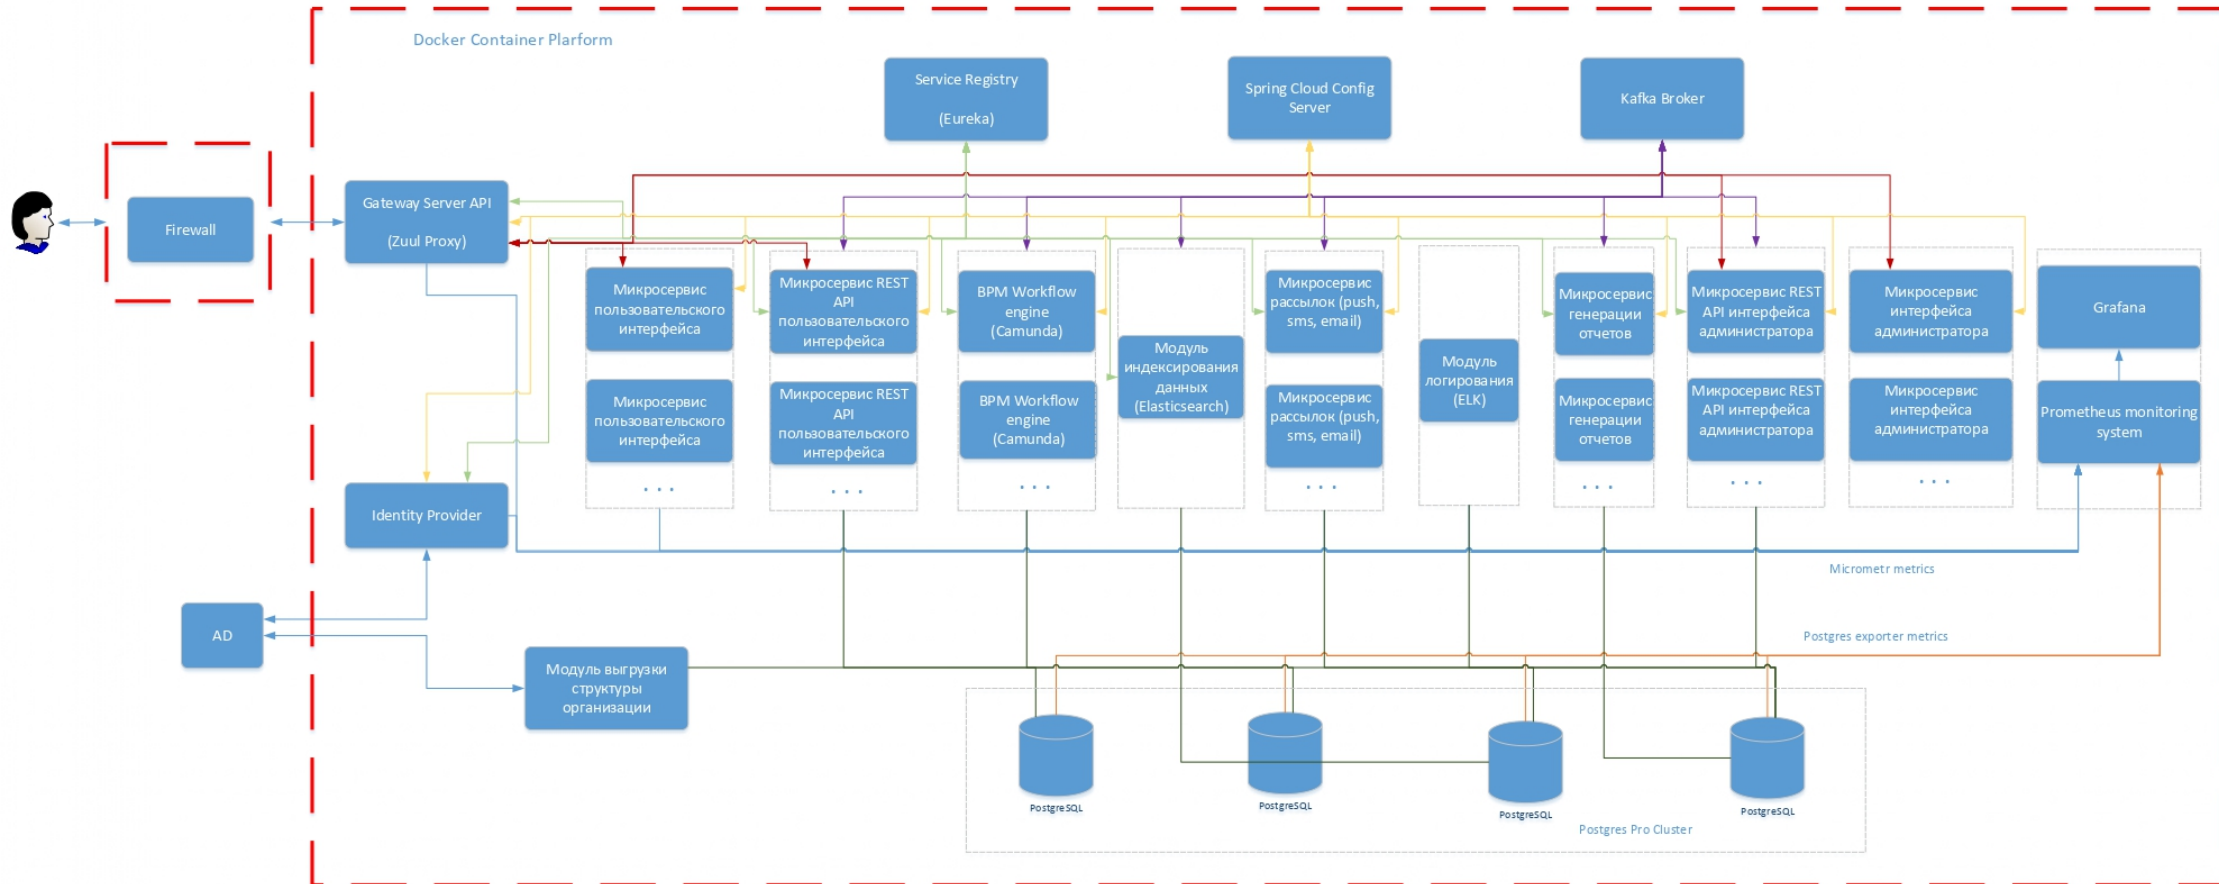 Docker Container Plarform
Service Registry
(Eureka)
Spring Cloud Config
Server
Kafka Broker
Firewall
Gateway Server API
(Zuul Proxy)
Микросервис
пользовательского
интерфейса
Микросервис REST
API
пользовательского
интерфейса
BPM Workflow
engine
(Camunda)
Модуль
индексирования
данных
(Elasticsearch)
Микросервис
рассылок (push,
sms, email)
Модуль
логирования
(ELK)
Микросервис
генерации
отчетов
Микросервис REST
API интерфейса
администратора
Микросервис
интерфейса
администратора
Grafana
Микросервис
пользовательского
интерфейса
Микросервис REST
API
пользовательского
интерфейса
BPM Workflow
engine
(Camunda)
Микросервис
рассылок (push,
sms, email)
Микросервис
генерации
отчетов
Микросервис REST
API интерфейса
администратора
Микросервис
интерфейса
администратора
Prometheus monitoring
system
. . .
. . .
. . .
. . .
. . .
. . .
. . .
Identity Provider
Micrometr metrics
AD
Postgres exporter metrics
Модуль выгрузки
структуры
организации
PostgreSQL
PostgreSQL
PostgreSQL
PostgreSQL
Postgres Pro Cluster